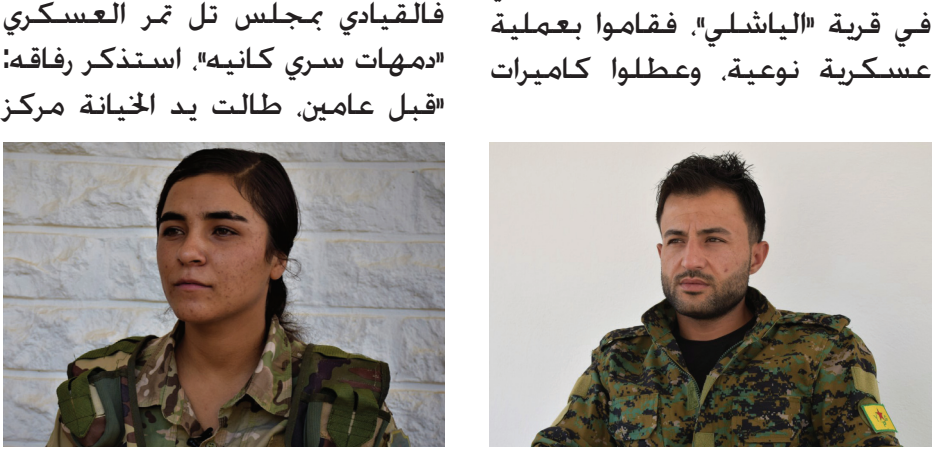 في قرية «الياشلي»، فقاموا بعملية
عسكرية نوعية، وعطلوا كاميرات
فالقيادي بمجلس تل تمر العسكري
«دمهات سري كانيه»، استذكر رفاقه:
«قبل عامين، طالت يد الخيانة مركز